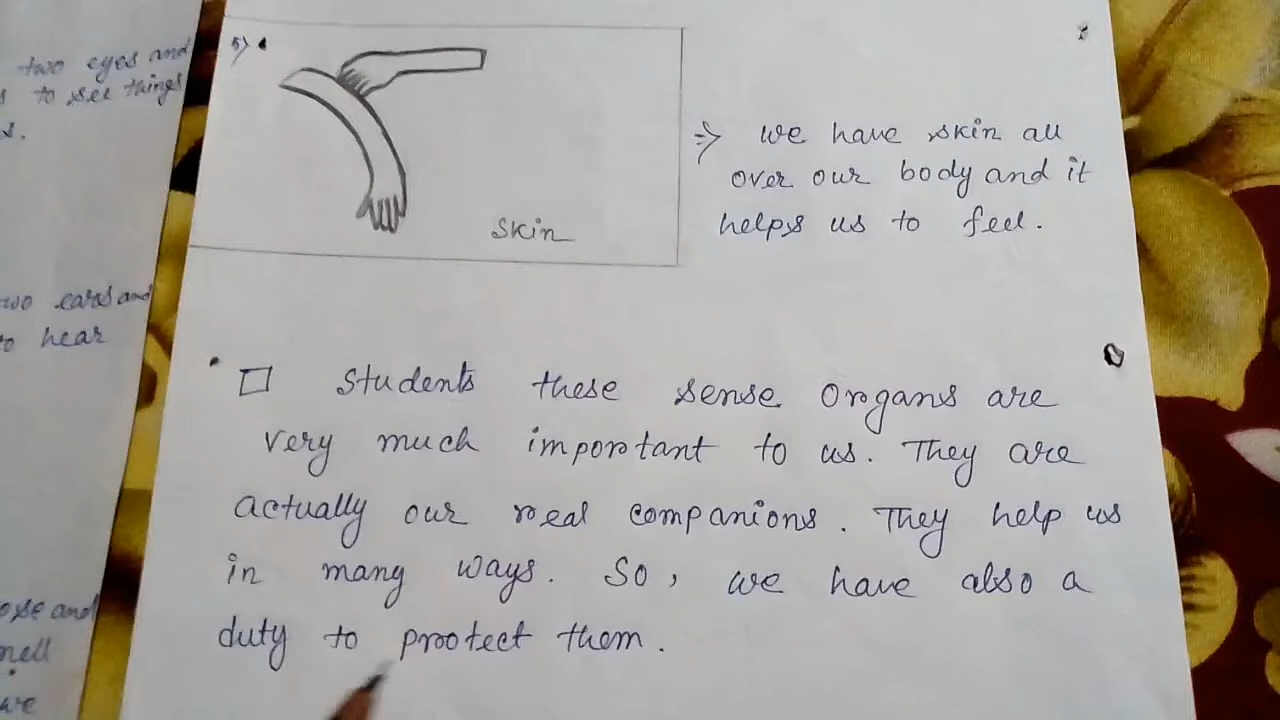 two eyes and
to see things
two ears and
to hear
and
we
5)
Skin
⇒ we have skin all
over our body and it
helps us to feel.
□ Students these sense organs are
very much important to us. They are
actually our real companions. They help us
in many ways. So, we have also a
duty to protect them.